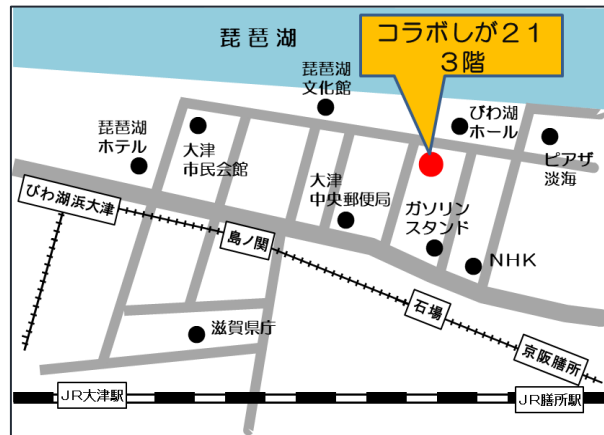 コラボしが21
3階
琵琶湖
琵琶湖
文化館
びわ湖
ホール
琵琶湖
ホテル
大津
市民会館
ピアザ
淡海
大津
中央郵便局
ガソリン
スタンド
びわ湖浜大津
島ノ関
NHK
石場
滋賀県庁
京阪膳所
JR大津駅
JR膳所駅